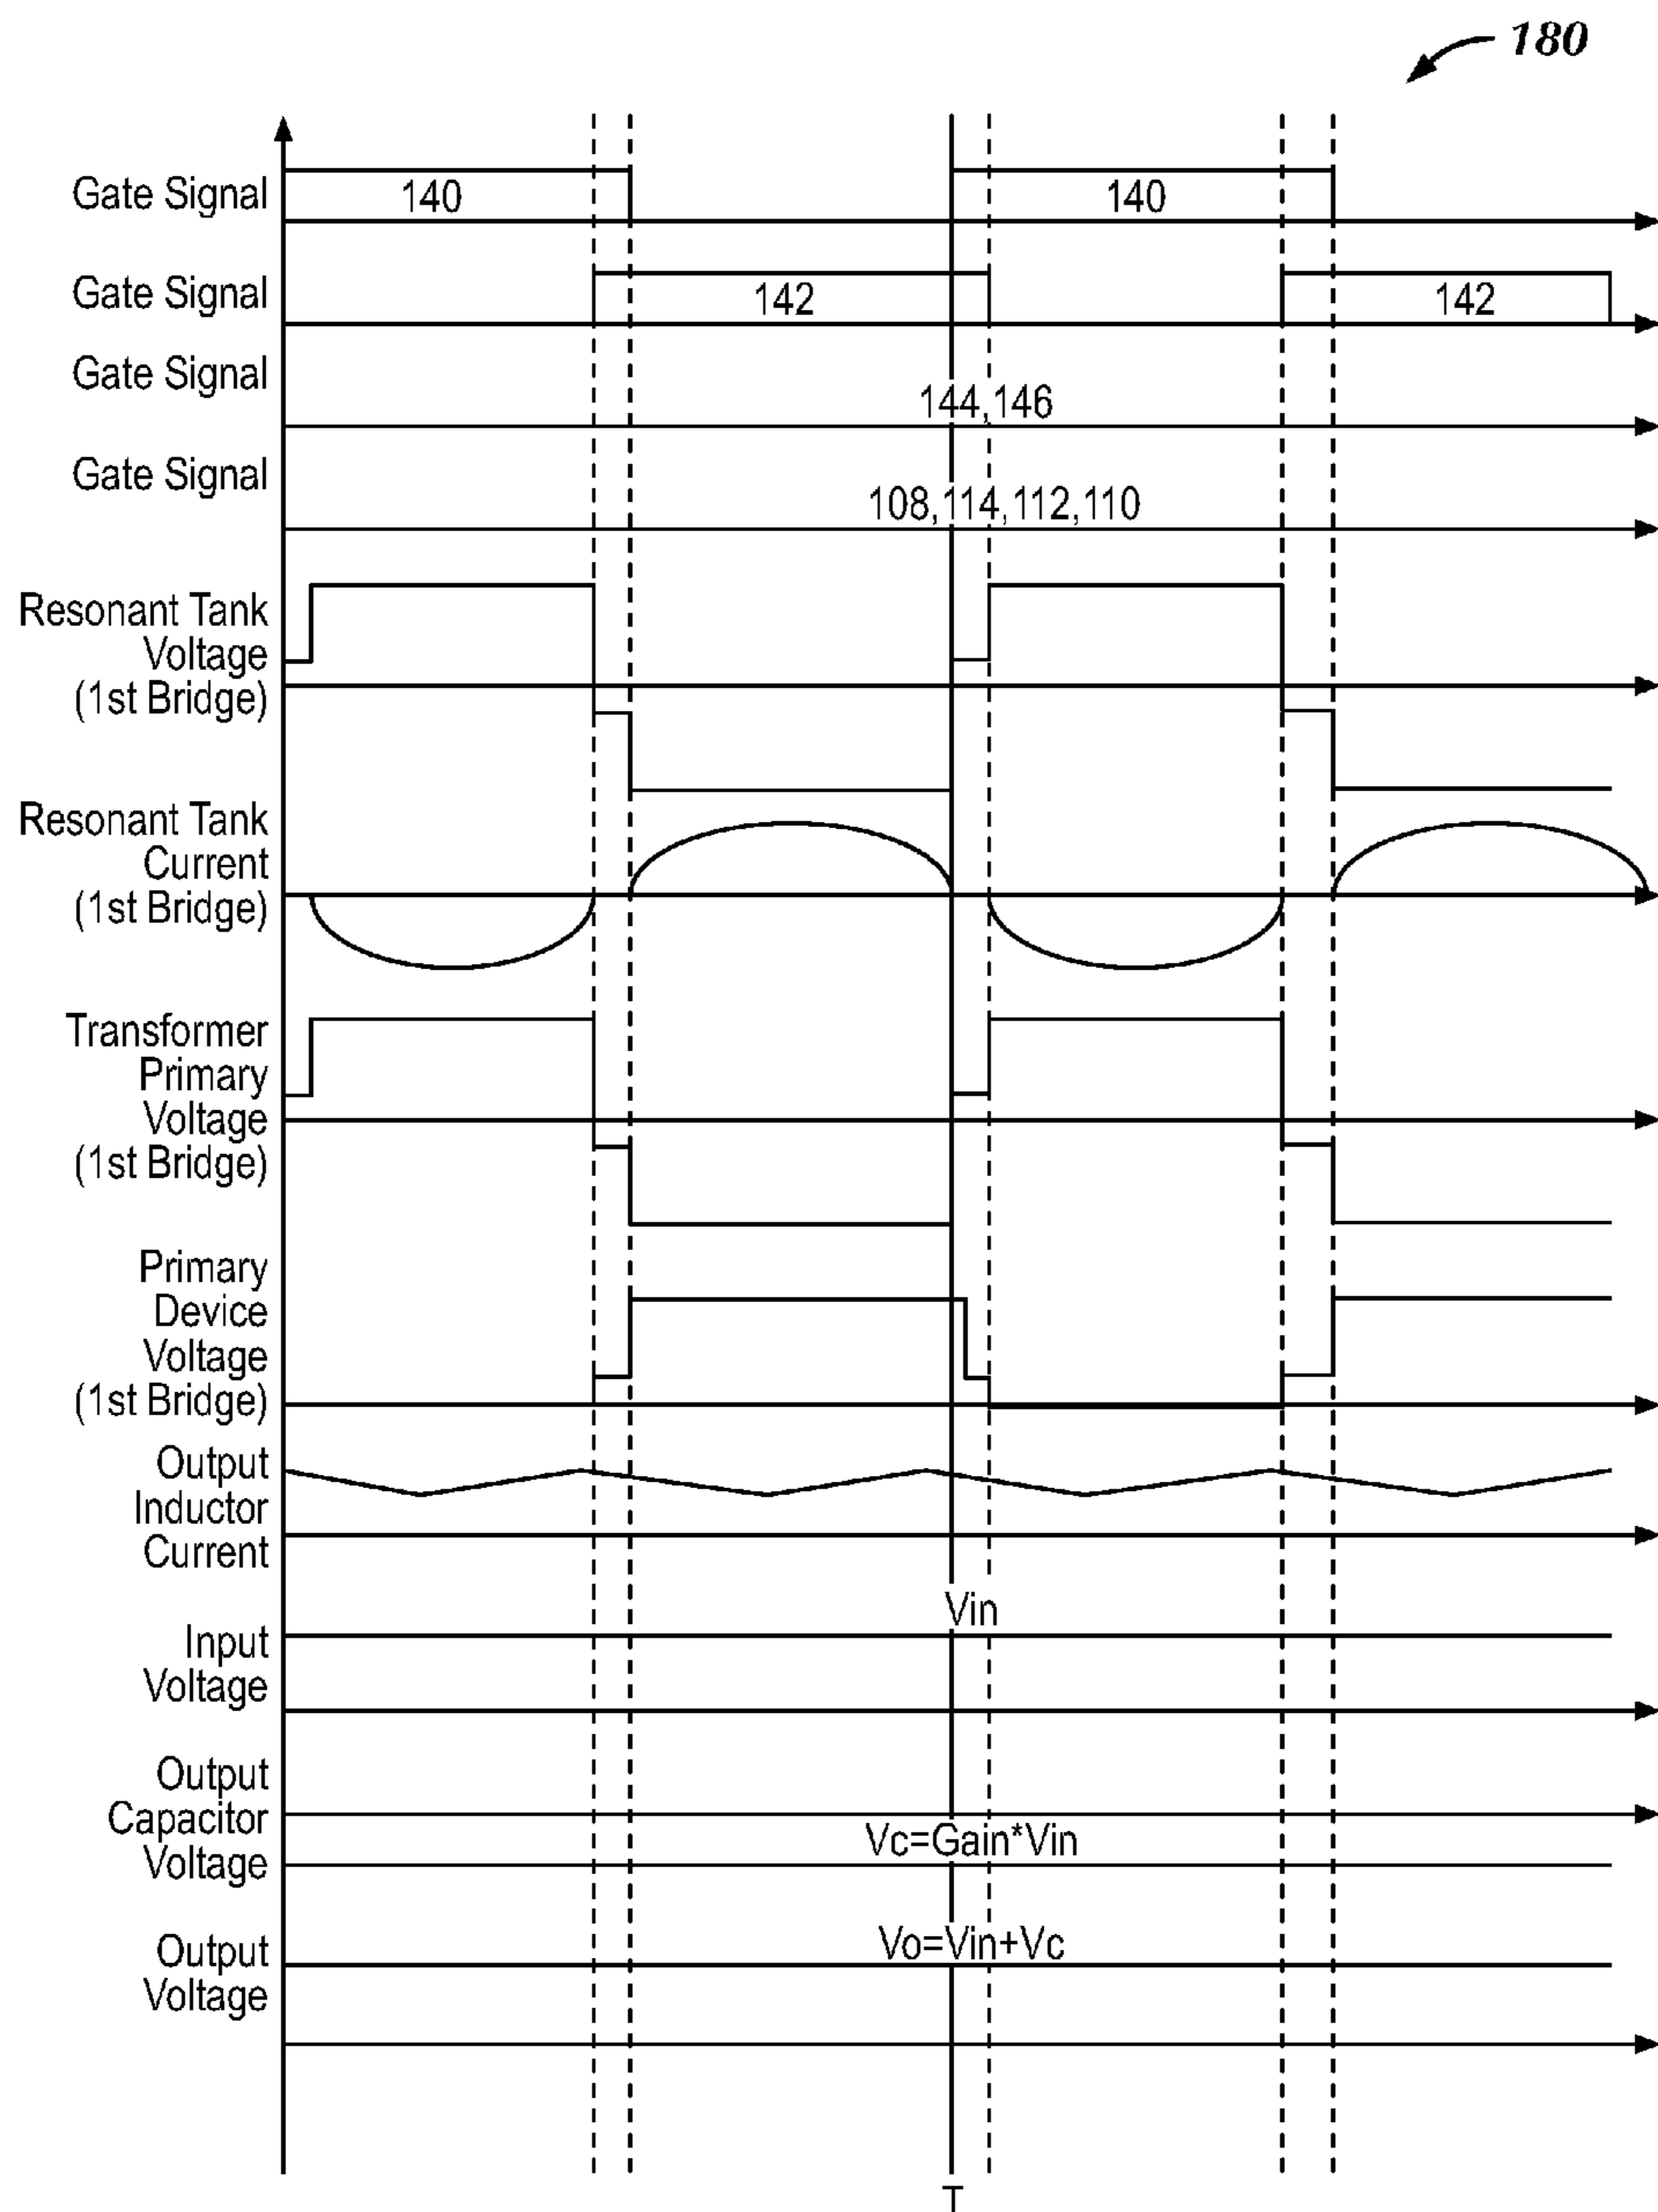 180
Gate Signal
140
140
Gate Signal
142
142
Gate Signal
144,146
Gate Signal
108,114,112,110
Resonant Tank
Voltage
(1st Bridge)
Resonant Tank
Current
(1st Bridge)
Transformer
Primary
Voltage
(1st Bridge)
Primary
Device
Voltage
(1st Bridge)
Output
Inductor
Current
Vin
Input
Voltage
Output
Capacitor
Voltage
Vc=Gain*Vin
Output
Voltage
Vo=Vin+Vc
T